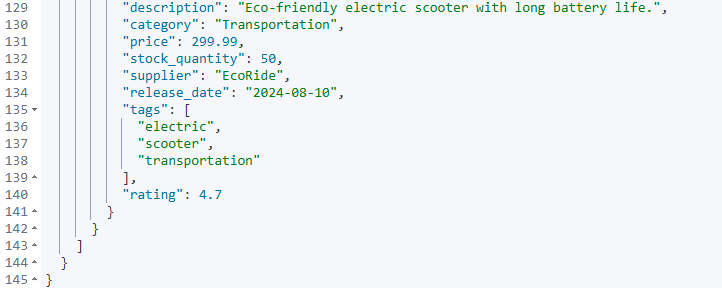 129 "description": "Eco-friendly electric scooter with long battery life.",
130 "category": "Transportation",
131 "price": 299.99,
132 "stock_quantity": 50,
133 "supplier": "EcoRide",
134 "release_date": "2024-08-10",
135 "tags": [
136 "electric",
137 "scooter",
138 "transportation"
139 ],
140 "rating": 4.7
141 }
142 }
143 ]
144 }
145 }